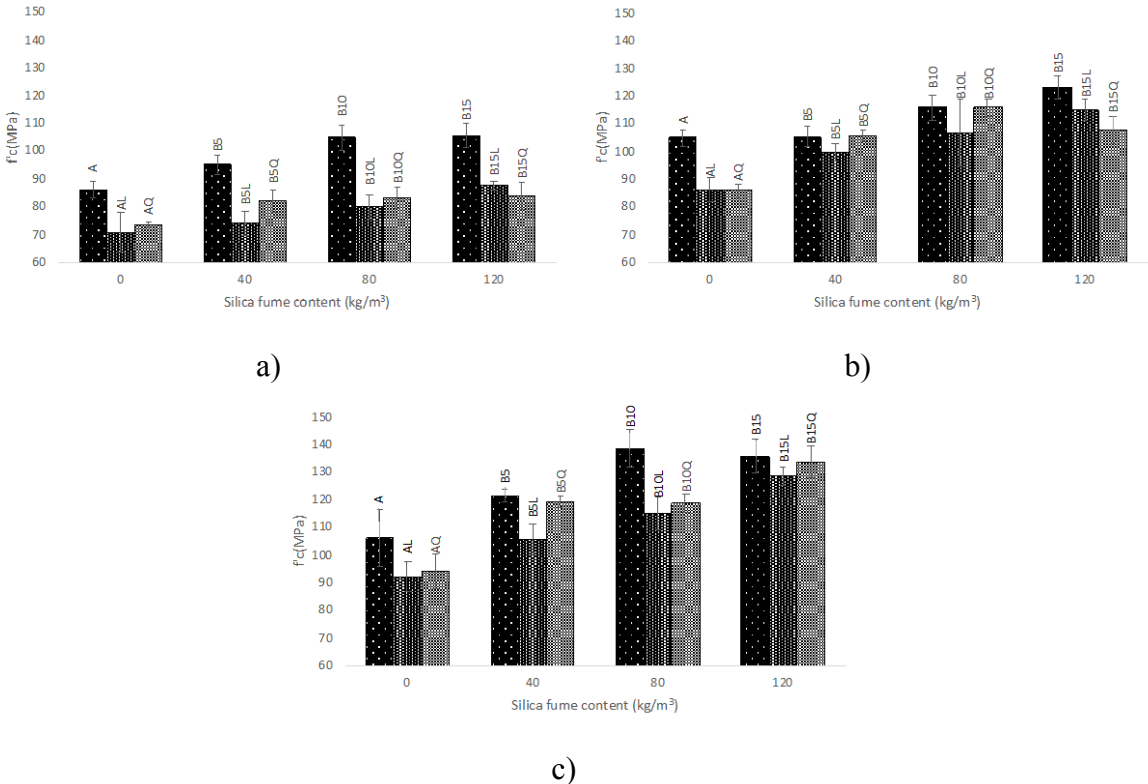 150
140
130
120
110
100
90
80
70
60
f'c(MPa)
A
AL
AQ
B5
B5L
B5Q
B10
B10L
B10Q
B15
B15L
B15Q
0
40
80
120
Silica fume content (kg/m³)
a)
150
140
130
120
110
100
90
80
70
60
f'c(MPa)
A
AL
AQ
B5
B5L
B5Q
B10
B10L
B10Q
B15
B15L
B15Q
0
40
80
120
Silica fume content (kg/m³)
b)
150
140
130
120
110
100
90
80
70
60
f'c(MPa)
A
AL
AQ
B5
B5L
B5Q
B10
B10L
B10Q
B15
B15L
B15Q
0
40
80
120
Silica fume content (kg/m³)
c)